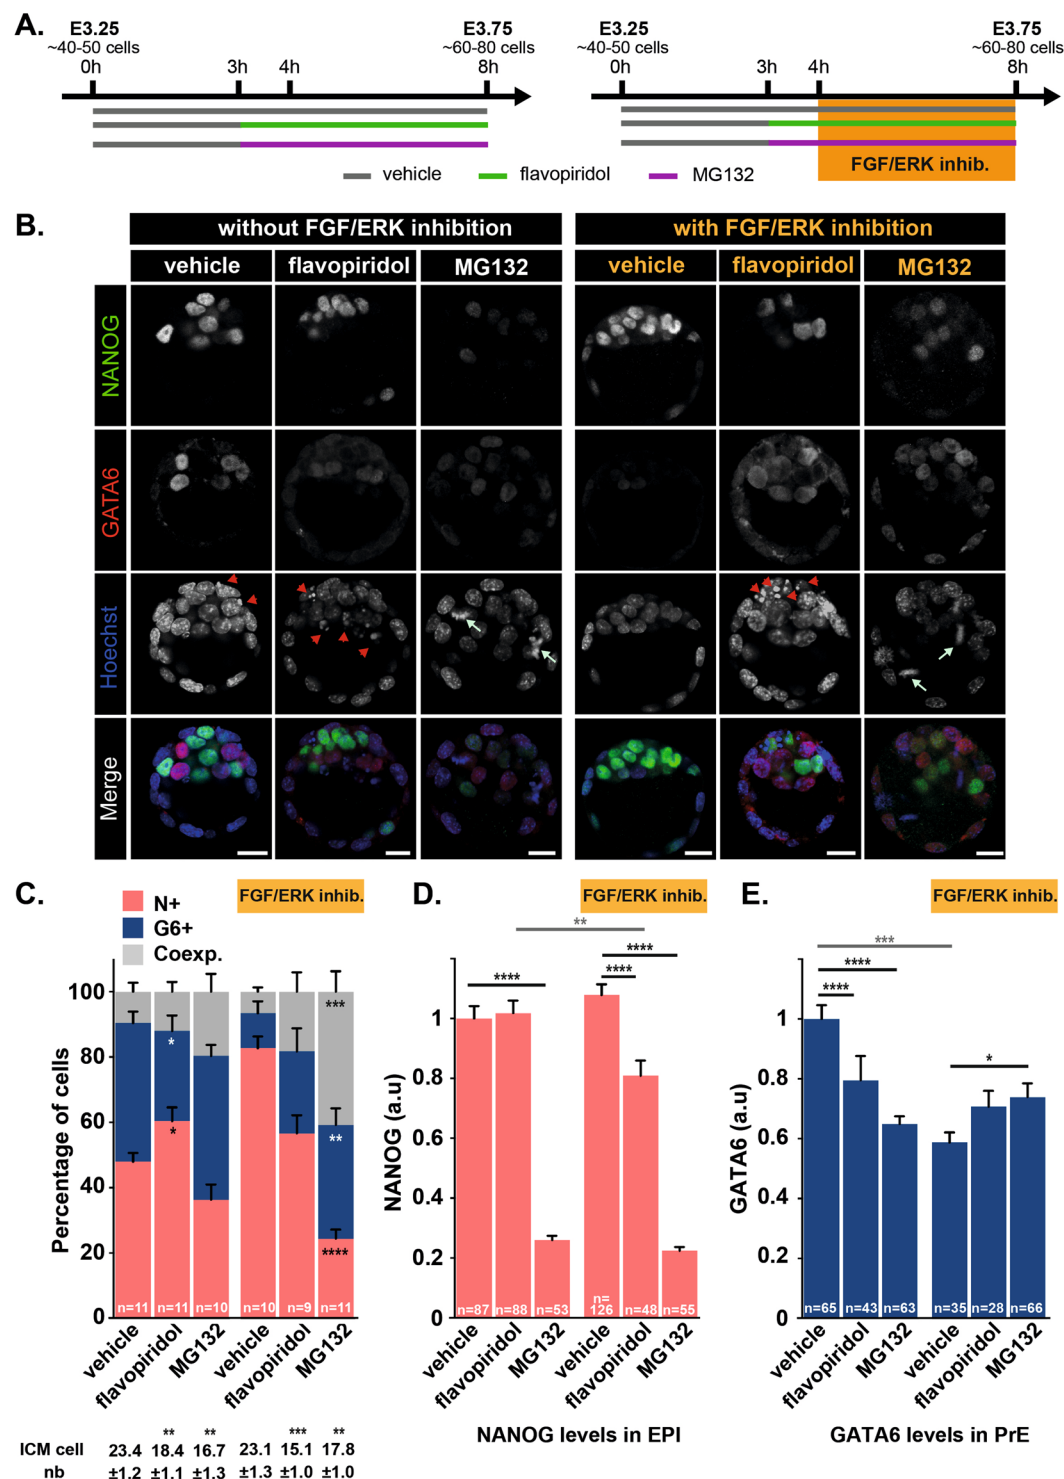 A.
E3.25 E3.75 E3.25 E3.75
~40-50 cells ~60-80 cells ~40-50 cells ~60-80 cells
0h 3h 4h 8h 0h 3h 4h 8h
FGF/ERK inhib.
vehicle flavopiridol MG132
B.
without FGF/ERK inhibition with FGF/ERK inhibition
vehicle flavopiridol MG132 vehicle flavopiridol MG132
NANOG
GATA6
Hoechst
Merge
C.
N+
G6+
Coexp.
FGF/ERK inhib.
Percentage of cells
100
80
60
40
20
0
* * *** ** ****
n=11 n=11 n=10 n=10 n=9 n=11
vehicle flavopiridol MG132 vehicle flavopiridol MG132
** ** *** **
ICM cell 23.4 18.4 16.7 23.1 15.1 17.8
nb ±1.2 ±1.1 ±1.3 ±1.3 ±1.0 ±1.0
D.
FGF/ERK inhib.
**
**** **** ****
NANOG (a.u)
1
0.8
0.6
0.4
0.2
0
n=87 n=88 n=53 n=126 n=48 n=55
vehicle flavopiridol MG132 vehicle flavopiridol MG132
NANOG levels in EPI
E.
FGF/ERK inhib.
***
****
****
*
GATA6 (a.u)
1
0.8
0.6
0.4
0.2
0
n=65 n=43 n=63 n=35 n=28 n=66
vehicle flavopiridol MG132 vehicle flavopiridol MG132
GATA6 levels in PrE